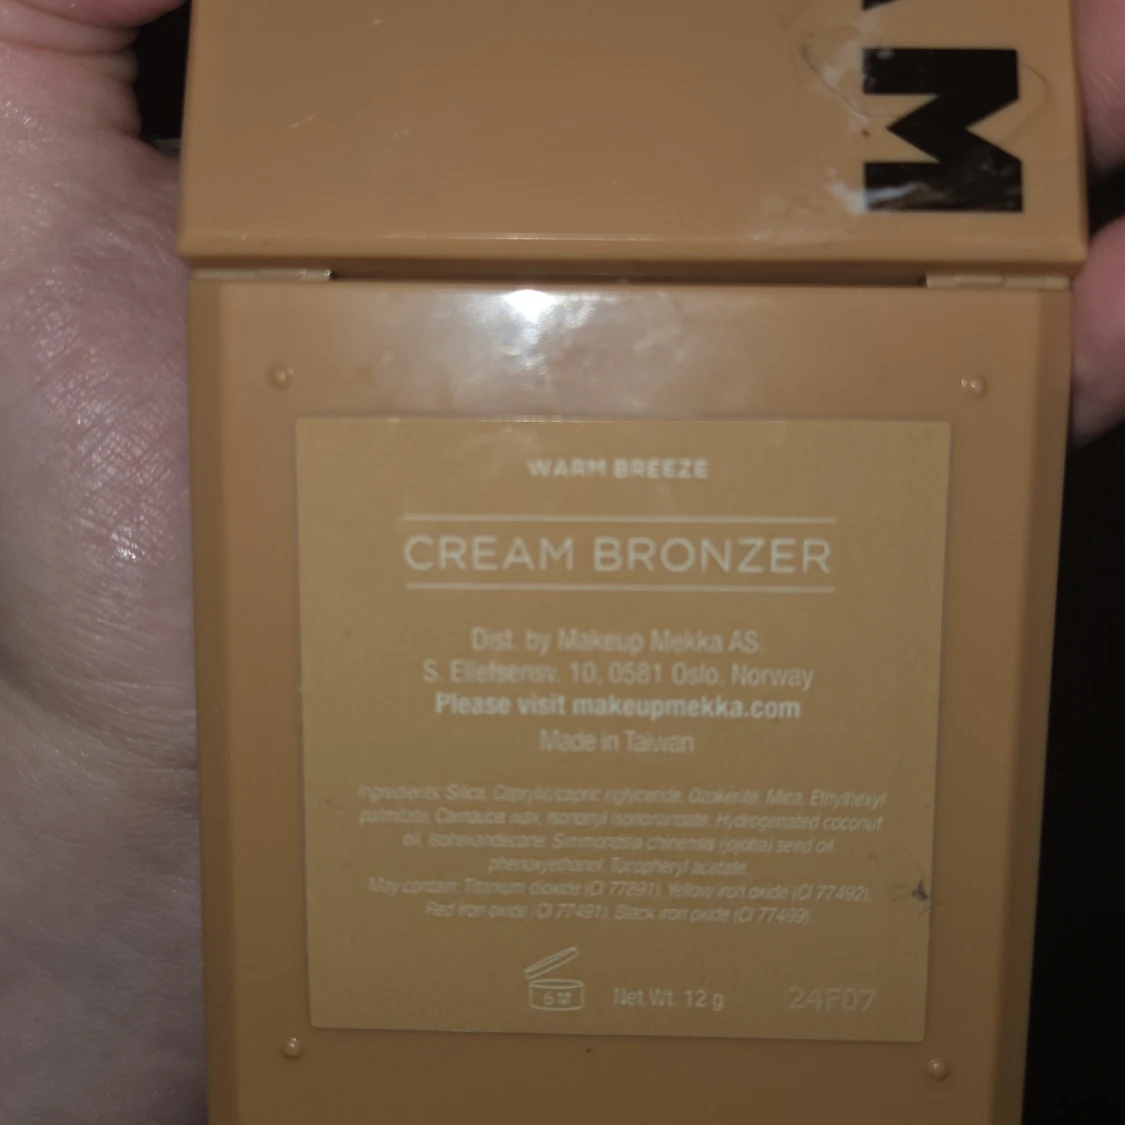 M
WARM BREEZE
CREAM BRONZER
Dist. by Makeup Mekka AS,
S. Ellefsensv. 10, 0581 Oslo, Norway
Please visit makeupmekka.com
Made in Taiwan
Ingredients: Silica, Caprylic/capric triglyceride, Ozokerite, Mica, Ethylhexyl
palmitate, Carnauba wax, Isononyl isononanoate, Hydrogenated coconut
oil, Isohexandecane, Simmondsia chinensis (jojoba) seed oil,
phenoxyethanol, Tocopheryl acetate.
May contain: Titanium dioxide (CI 77891), Yellow iron oxide (CI 77492),
Red iron oxide (CI 77491), Black iron oxide (CI 77499).
6M Net.Wt. 12 g 24F07